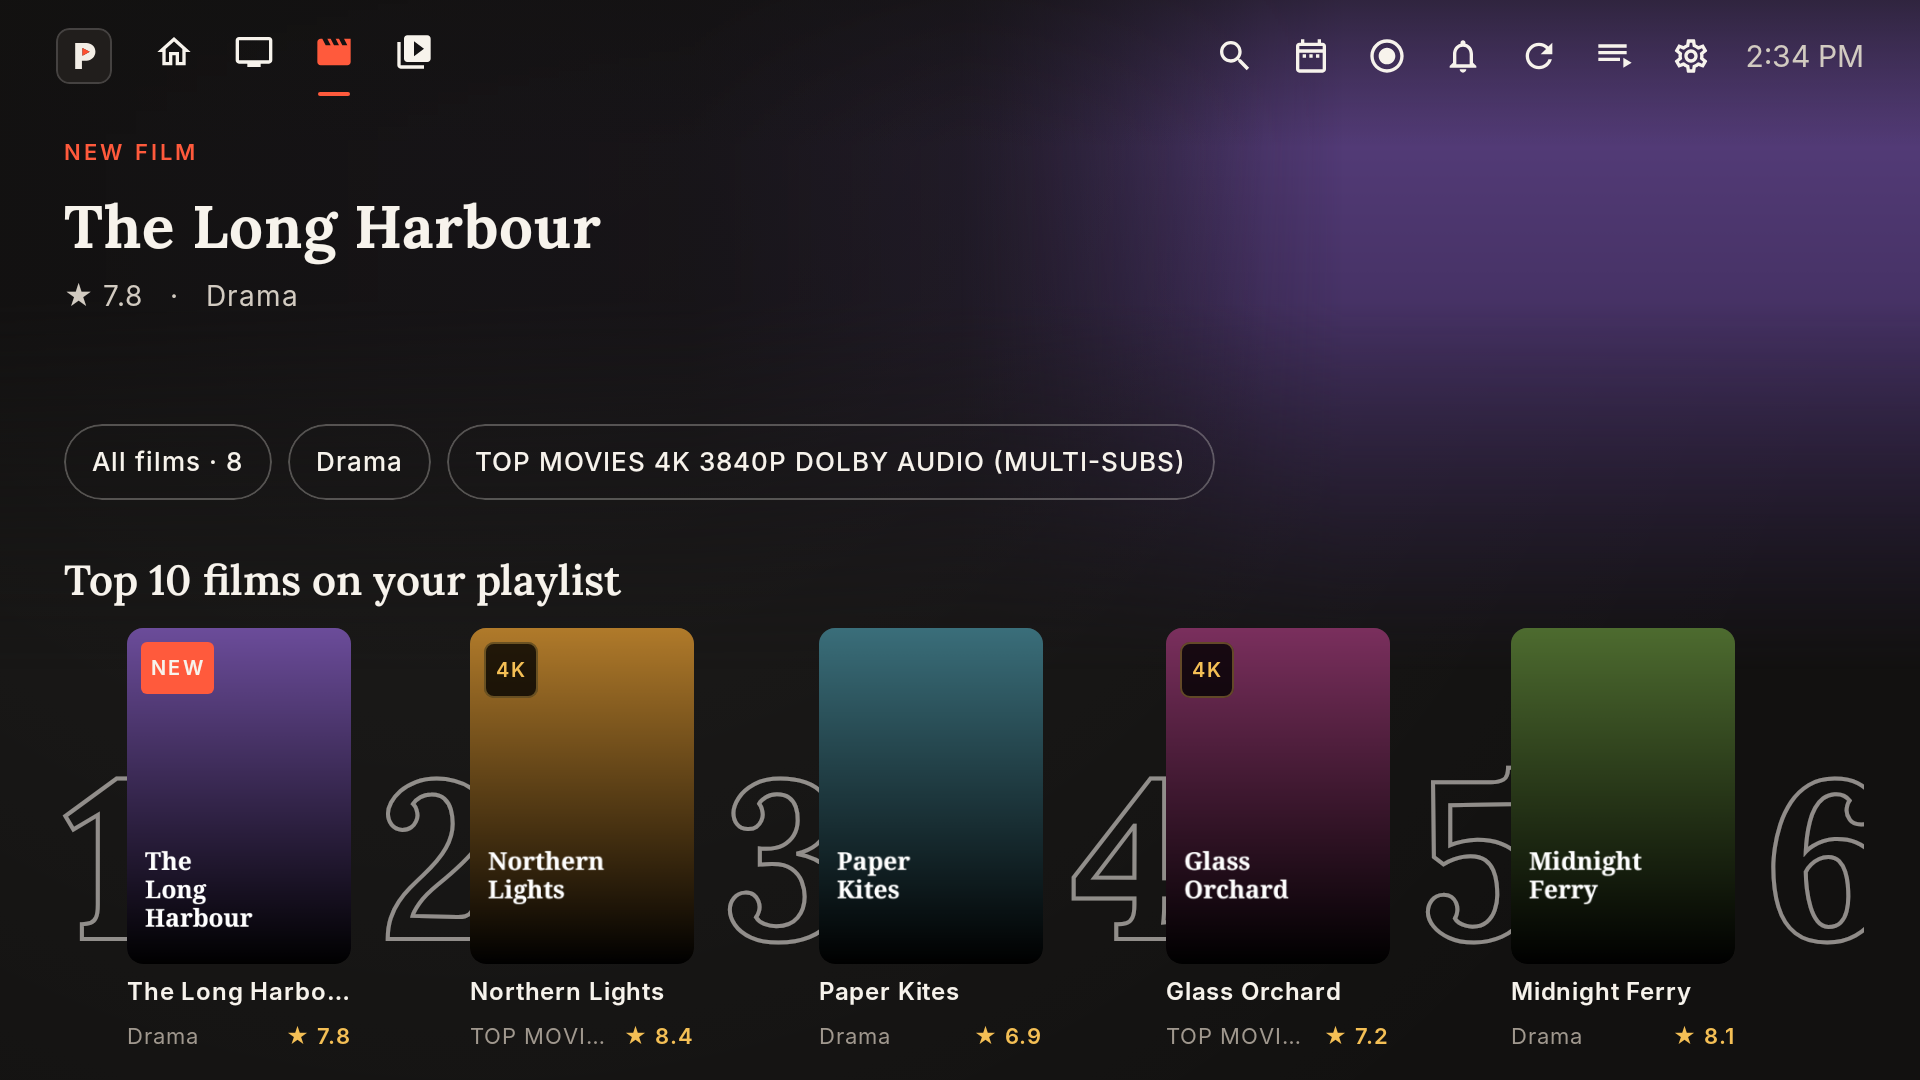 P
2:34 PM
NEW FILM
The Long Harbour
★ 7.8 · Drama
All films · 8
Drama
TOP MOVIES 4K 3840P DOLBY AUDIO (MULTI-SUBS)
Top 10 films on your playlist
1
NEW
The
Long
Harbour
The Long Harbo...
Drama ★ 7.8
2
4K
Northern
Lights
Northern Lights
TOP MOVI... ★ 8.4
3
Paper
Kites
Paper Kites
Drama ★ 6.9
4
4K
Glass
Orchard
Glass Orchard
TOP MOVI... ★ 7.2
5
Midnight
Ferry
Midnight Ferry
Drama ★ 8.1
6